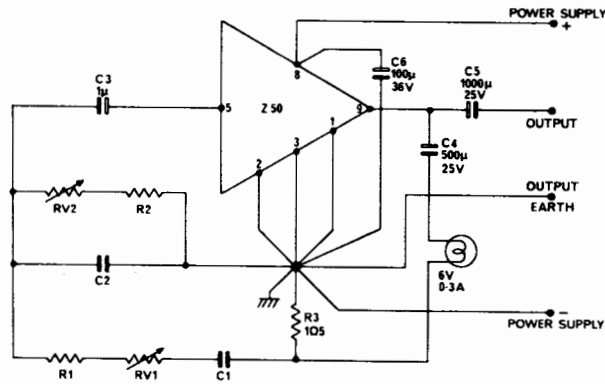 POWER SUPPLY
+
C6
100µ
36V
C5
1000µ
25V
C3
1µ
8
5
Z 50
9
1
3
2
OUTPUT
C4
500µ
25V
RV2
R2
OUTPUT
EARTH
C2
6V
0·3A
R3
1Ω5
−
POWER SUPPLY
R1
RV1
C1